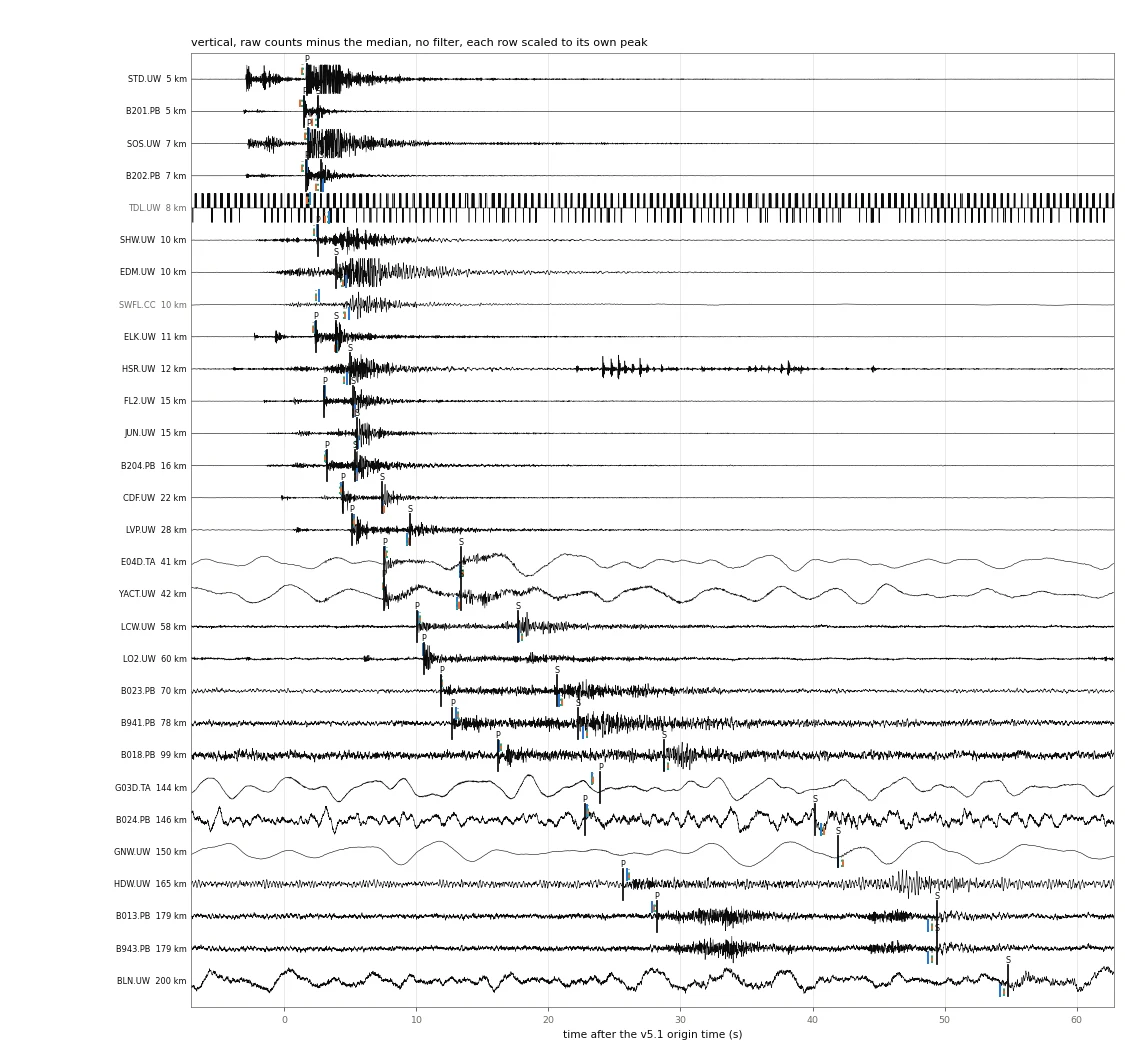 vertical, raw counts minus the median, no filter, each row scaled to its own peak
STD.UW 5 km
P
B201.PB 5 km
P
SOS.UW 7 km
P
B202.PB 7 km
TDL.UW 8 km
SHW.UW 10 km
P
EDM.UW 10 km
S
SWFL.CC 10 km
ELK.UW 11 km
P S
HSR.UW 12 km
S
FL2.UW 15 km
P S
JUN.UW 15 km
S
B204.PB 16 km
P S
CDF.UW 22 km
P S
LVP.UW 28 km
P S
E04D.TA 41 km
P S
YACT.UW 42 km
LCW.UW 58 km
P S
LO2.UW 60 km
P
B023.PB 70 km
P S
B941.PB 78 km
P S
B018.PB 99 km
P S
G03D.TA 144 km
P
B024.PB 146 km
P S
GNW.UW 150 km
S
HDW.UW 165 km
P
B013.PB 179 km
P S
B943.PB 179 km
S
BLN.UW 200 km
S
0 10 20 30 40 50 60
time after the v5.1 origin time (s)